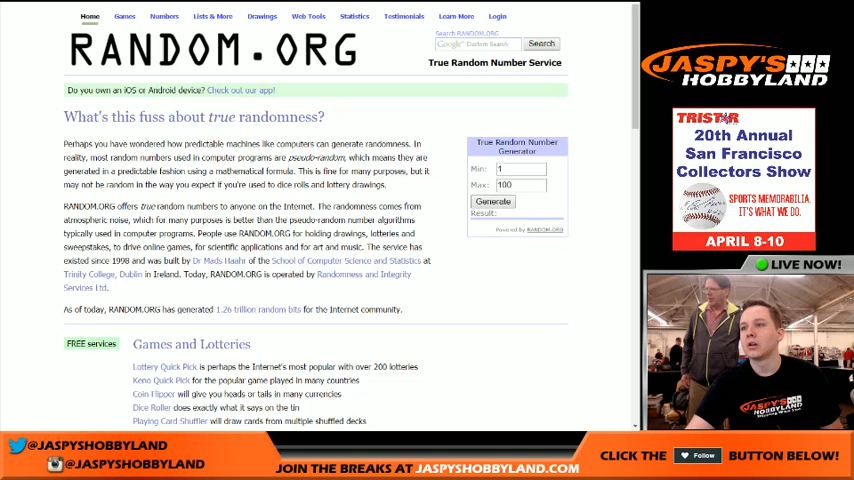 Home Games Numbers Lists & More Drawings Web Tools Statistics Testimonials Learn More Login
RANDOM.ORG
Search RANDOM.ORG
Google™ Custom Search Search
True Random Number Service
Do you own an iOS or Android device? Check out our app!
What's this fuss about true randomness?
Perhaps you have wondered how predictable machines like computers can generate randomness. In
reality, most random numbers used in computer programs are pseudo-random, which means they are
generated in a predictable fashion using a mathematical formula. This is fine for many purposes, but it
may not be random in the way you expect if you're used to dice rolls and lottery drawings.
RANDOM.ORG offers true random numbers to anyone on the Internet. The randomness comes from
atmospheric noise, which for many purposes is better than the pseudo-random number algorithms
typically used in computer programs. People use RANDOM.ORG for holding drawings, lotteries and
sweepstakes, to drive online games, for scientific applications and for art and music. The service has
existed since 1998 and was built by Dr Mads Haahr of the School of Computer Science and Statistics at
Trinity College, Dublin in Ireland. Today, RANDOM.ORG is operated by Randomness and Integrity
Services Ltd.
As of today, RANDOM.ORG has generated 1.26 trillion random bits for the Internet community.
True Random Number
Generator
Min: 1
Max: 100
Generate
Result:
Powered by RANDOM.ORG
FREE services
Games and Lotteries
Lottery Quick Pick is perhaps the Internet's most popular with over 200 lotteries
Keno Quick Pick for the popular game played in many countries
Coin Flipper will give you heads or tails in many currencies
Dice Roller does exactly what it says on the tin
Playing Card Shuffler will draw cards from multiple shuffled decks
JASPY'S
HOBBYLAND
TRISTAR
20th Annual
San Francisco
Collectors Show
SPORTS MEMORABILIA.
IT'S WHAT WE DO.
APRIL 8-10
LIVE NOW!
JASPY'S
HOBBYLAND
@JASPYSHOBBYLAND
@JASPYSHOBBYLAND
JOIN THE BREAKS AT JASPYSHOBBYLAND.COM
CLICK THE Follow BUTTON BELOW!